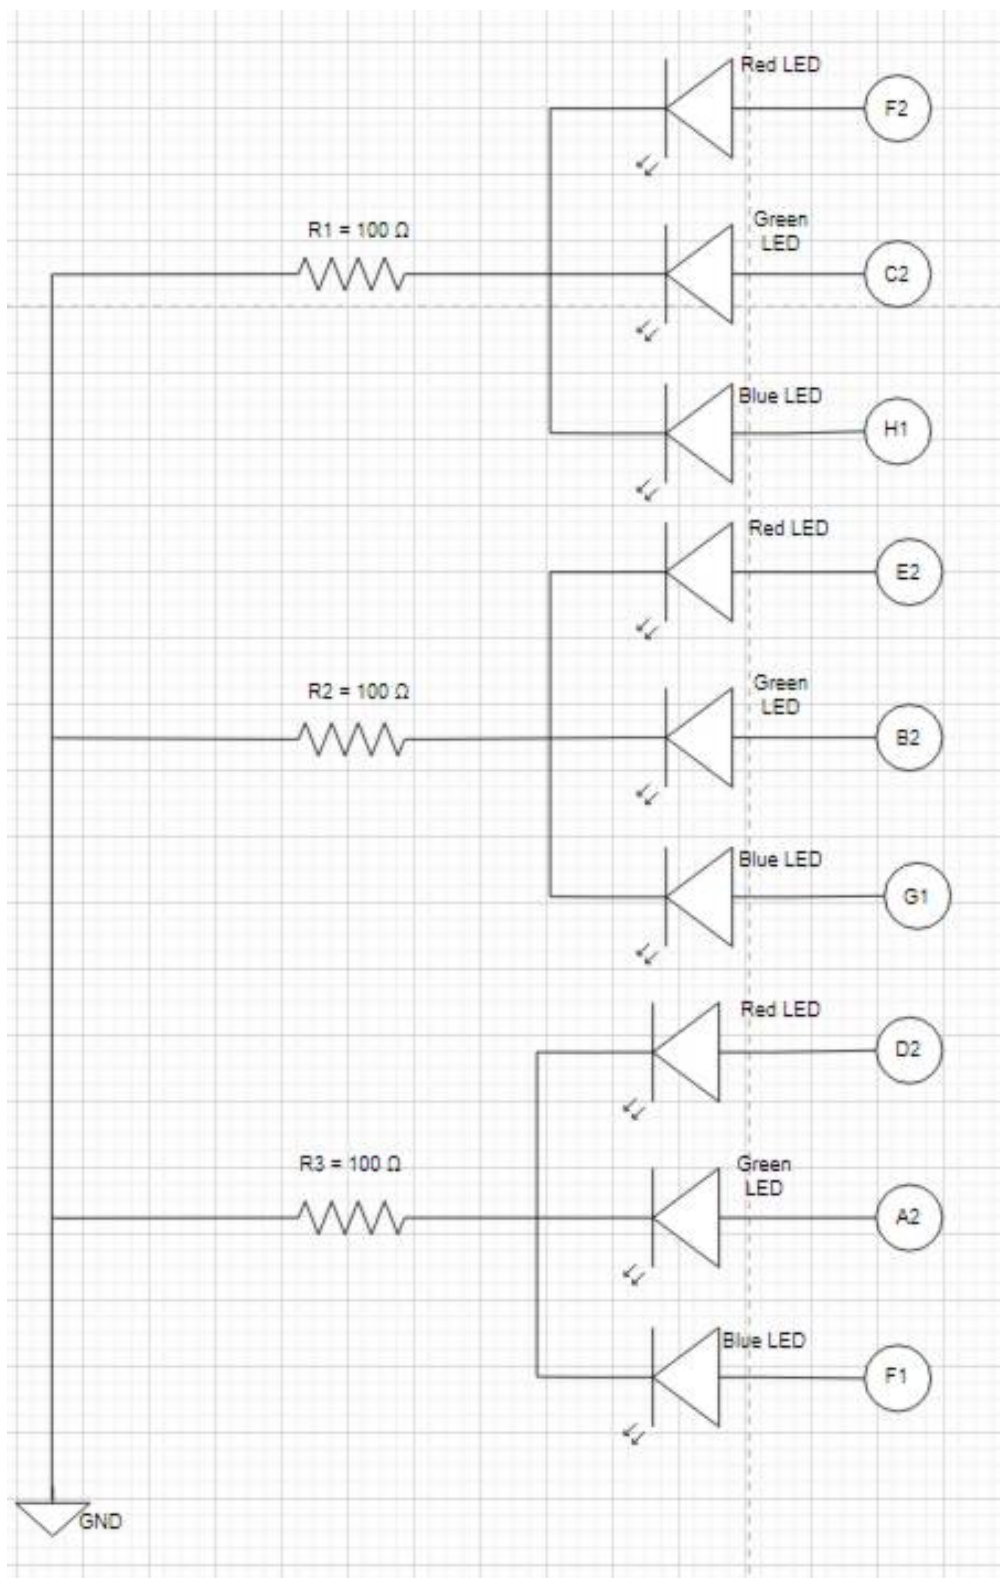 Red LED
F2
R1 = 100 Ω
Green
LED
C2
Blue LED
H1
Red LED
E2
R2 = 100 Ω
Green
LED
B2
Blue LED
G1
Red LED
D2
R3 = 100 Ω
Green
LED
A2
Blue LED
F1
GND